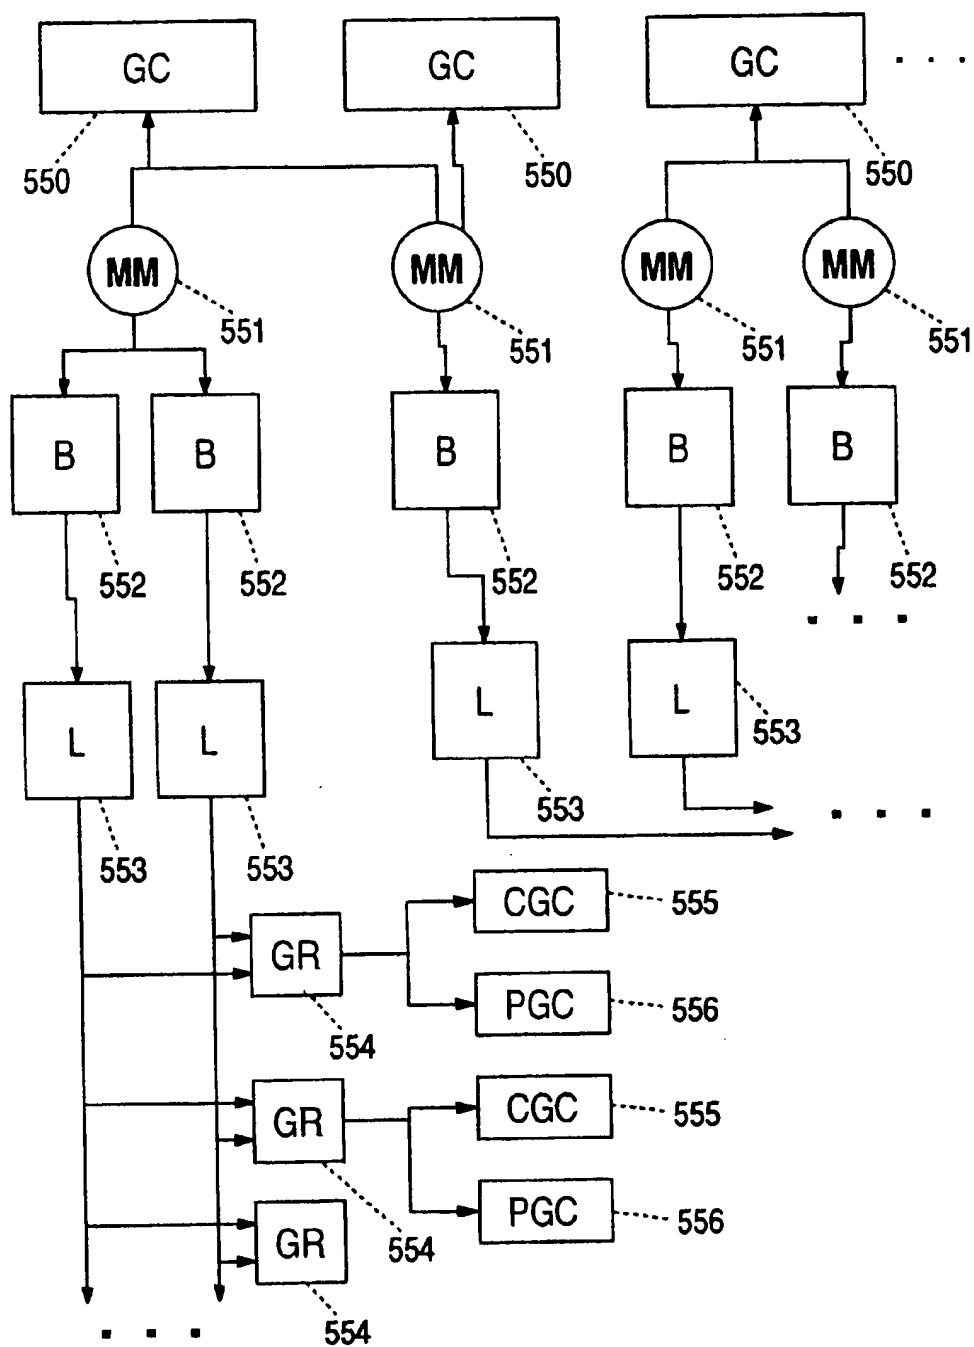 GC GC GC . . .
550 550 550
MM MM MM MM
551 551 551 551
B B B B B
552 552 552 552 552
. . .
L L L L
553 553 553 553
. . .
CGC 555
GR
PGC 556
554
CGC 555
GR
PGC 556
554
GR
554
. . .